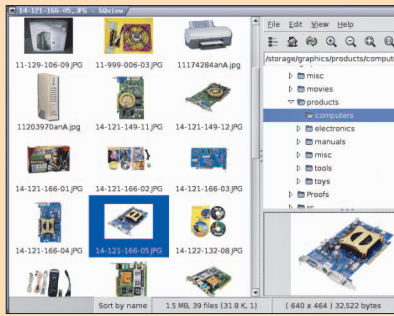 14-121-166-05.JPG - GQview
11-129-106-09.JPG
11-999-006-03.JPG
11174284anA.jpg
11203970anA.jpg
14-121-149-11.JPG
14-121-149-12.JPG
14-121-166-01.JPG
14-121-166-02.JPG
14-121-166-03.JPG
14-121-166-04.JPG
14-121-166-05.JPG
14-122-132-08.JPG
Sort by name
1.5 MB, 39 files (31.8 K, 1)
( 640 x 464 ) 32,522 bytes
File Edit View Help
/storage/graphics/products/compute
misc
movies
products
computers
electronics
manuals
misc
tools
toys
Proofs